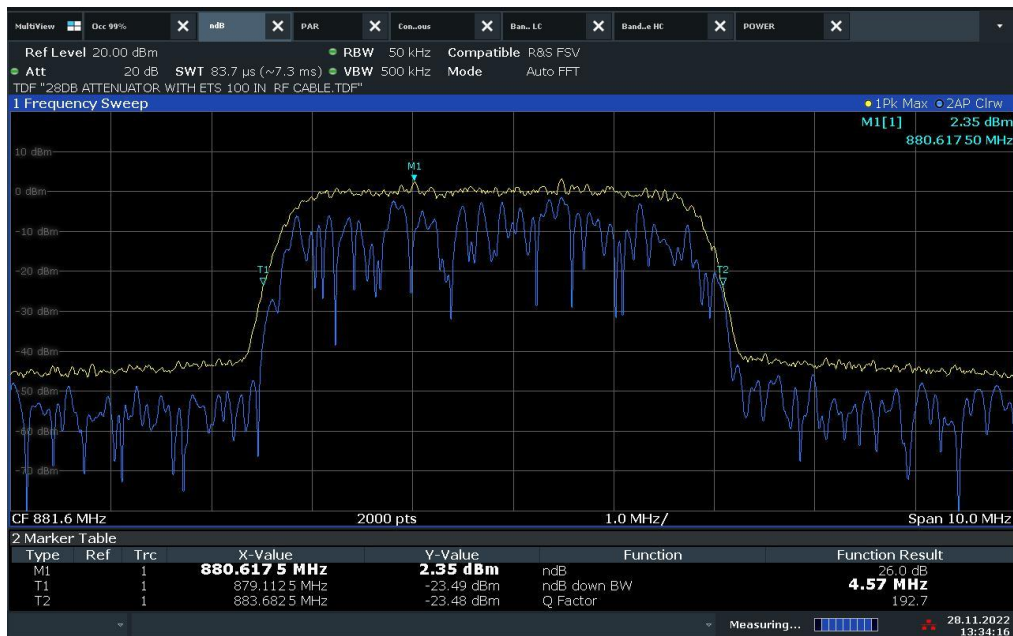 MultiView Occ 99% ndB PAR Con..ous Ban.. LC Band..e HC POWER
Ref Level 20.00 dBm RBW 50 kHz Compatible R&S FSV
Att 20 dB SWT 83.7 µs (~7.3 ms) VBW 500 kHz Mode Auto FFT
TDF "28DB ATTENUATOR WITH ETS 100 IN RF CABLE.TDF"
1 Frequency Sweep 1Pk Max 2AP Clrw
M1[1] 2.35 dBm
880.617 50 MHz
10 dBm
M1
0 dBm
-10 dBm
-20 dBm
T1 T2
-30 dBm
-40 dBm
-50 dBm
-60 dBm
-70 dBm
CF 881.6 MHz 2000 pts 1.0 MHz/ Span 10.0 MHz
2 Marker Table
Type Ref Trc X-Value Y-Value Function Function Result
M1 1 880.617 5 MHz 2.35 dBm ndB 26.0 dB
T1 1 879.112 5 MHz -23.49 dBm ndB down BW 4.57 MHz
T2 1 883.682 5 MHz -23.48 dBm Q Factor 192.7
Measuring... 28.11.2022
13:34:16